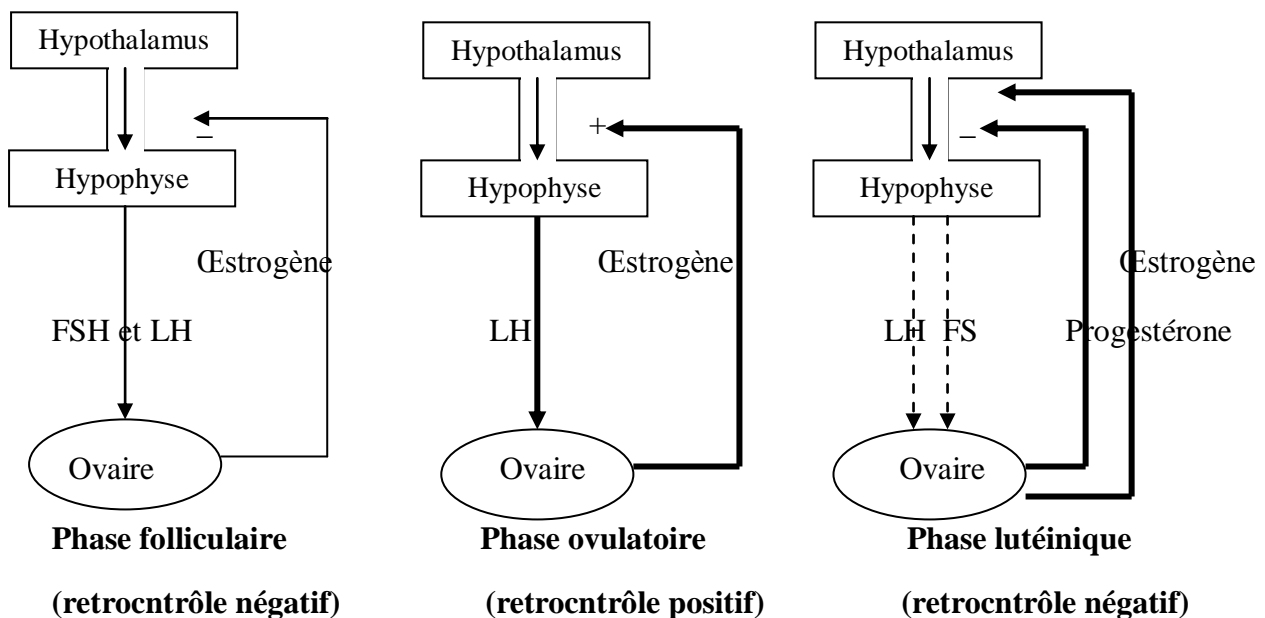 Hypothalamus
–
Hypophyse
Œstrogène
FSH et LH
Ovaire
Phase folliculaire
(retrocntrôle négatif)
Hypothalamus
+
Hypophyse
Œstrogène
LH
Ovaire
Phase ovulatoire
(retrocntrôle positif)
Hypothalamus
–
Hypophyse
Œstrogène
LH FS Progestérone
Ovaire
Phase lutéinique
(retrocntrôle négatif)